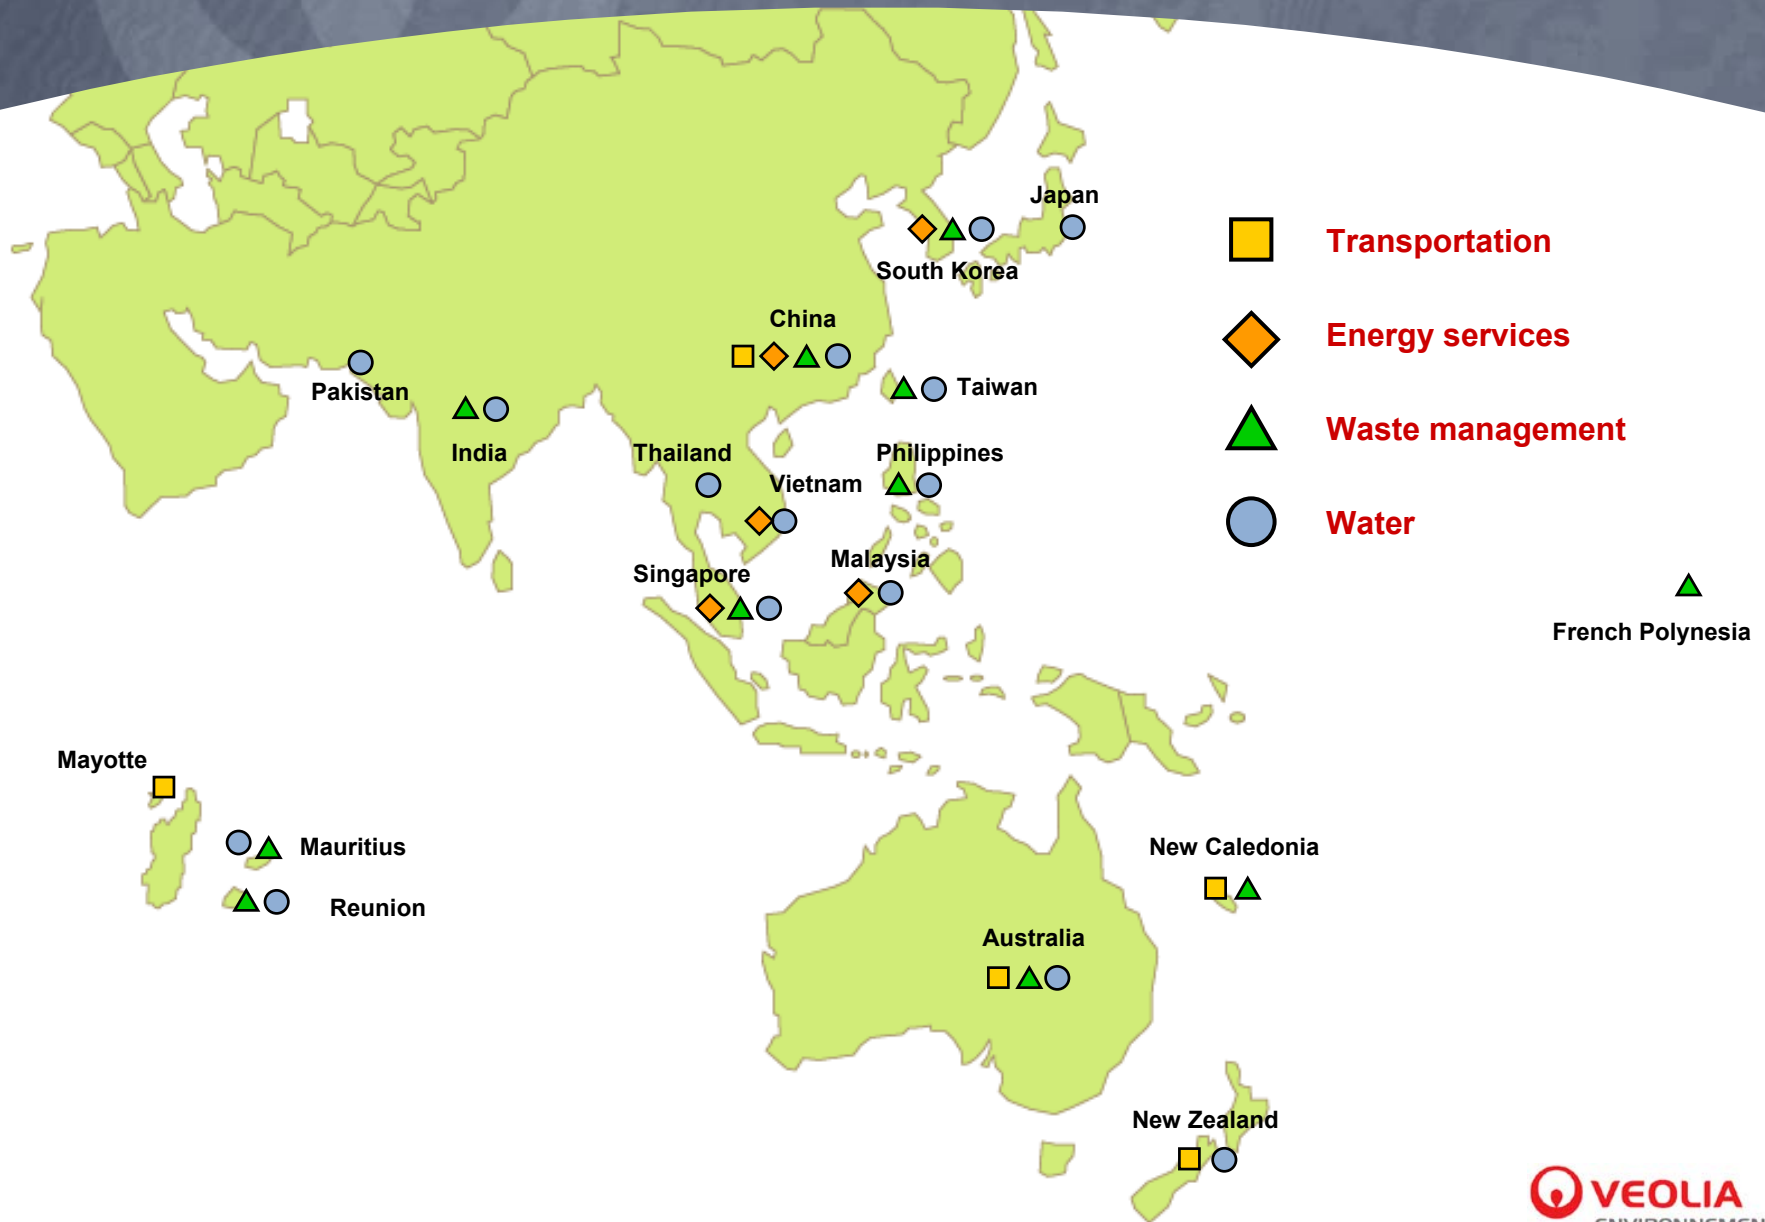 Japan
South Korea
China
Pakistan
Taiwan
India
Thailand
Philippines
Vietnam
Malaysia
Singapore
Transportation
Energy services
Waste management
Water
French Polynesia
Mayotte
Mauritius
Reunion
New Caledonia
Australia
New Zealand
VEOLIA